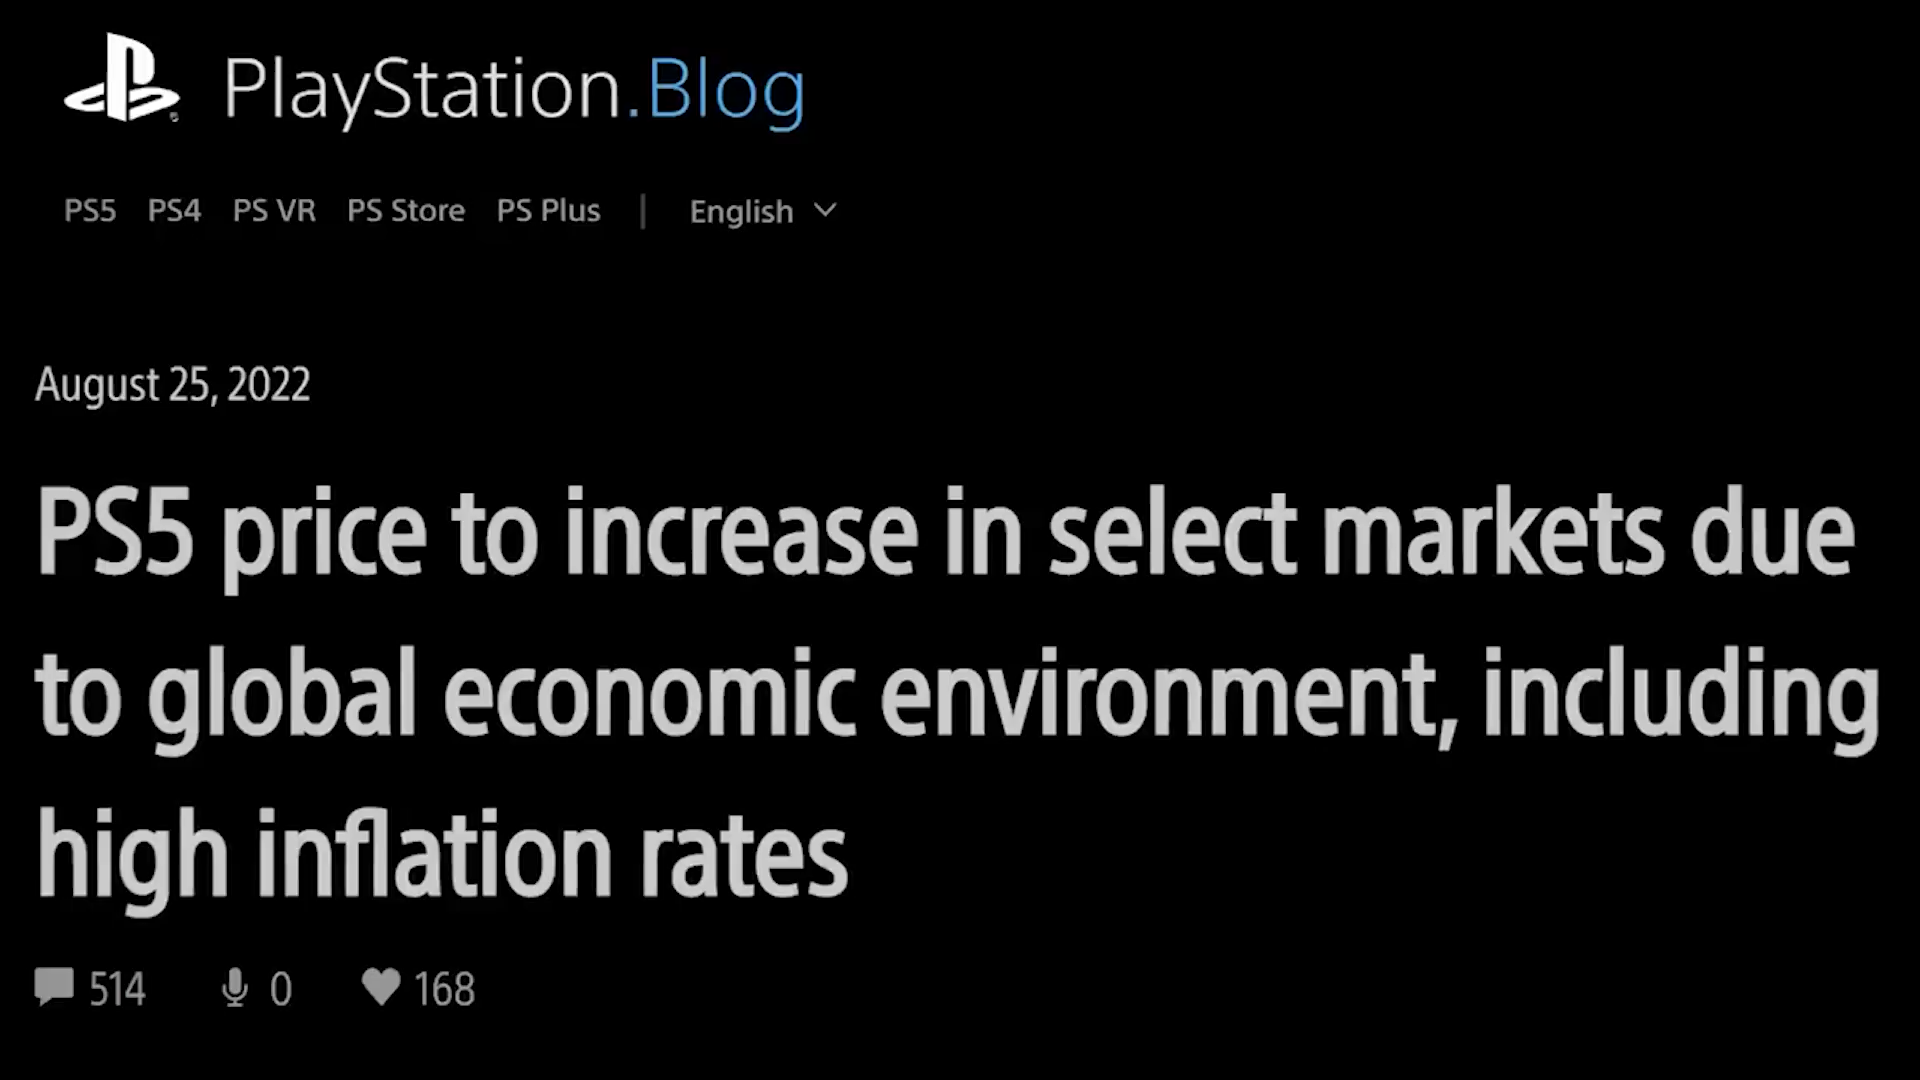 PlayStation.Blog
PS5 PS4 PS VR PS Store PS Plus | English
August 25, 2022
PS5 price to increase in select markets due
to global economic environment, including
high inflation rates
514 0 168